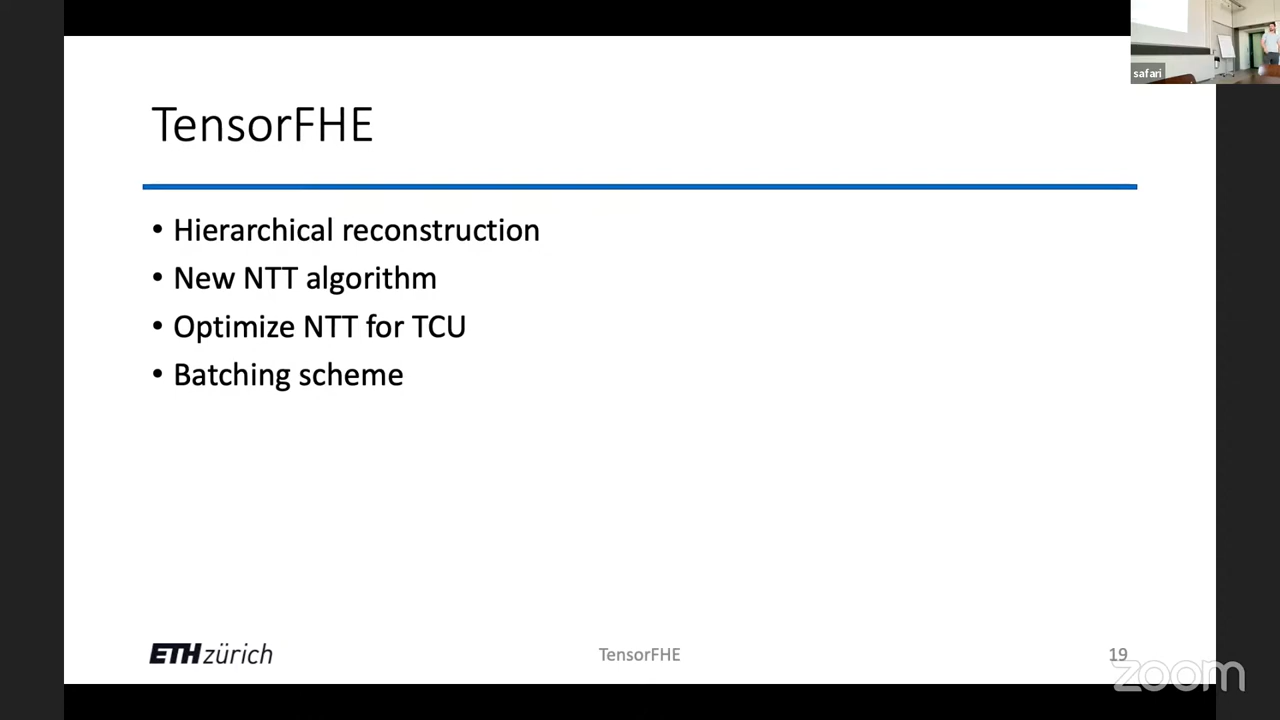 safari
TensorFHE
• Hierarchical reconstruction
• New NTT algorithm
• Optimize NTT for TCU
• Batching scheme
ETH zürich
TensorFHE
19
zoom